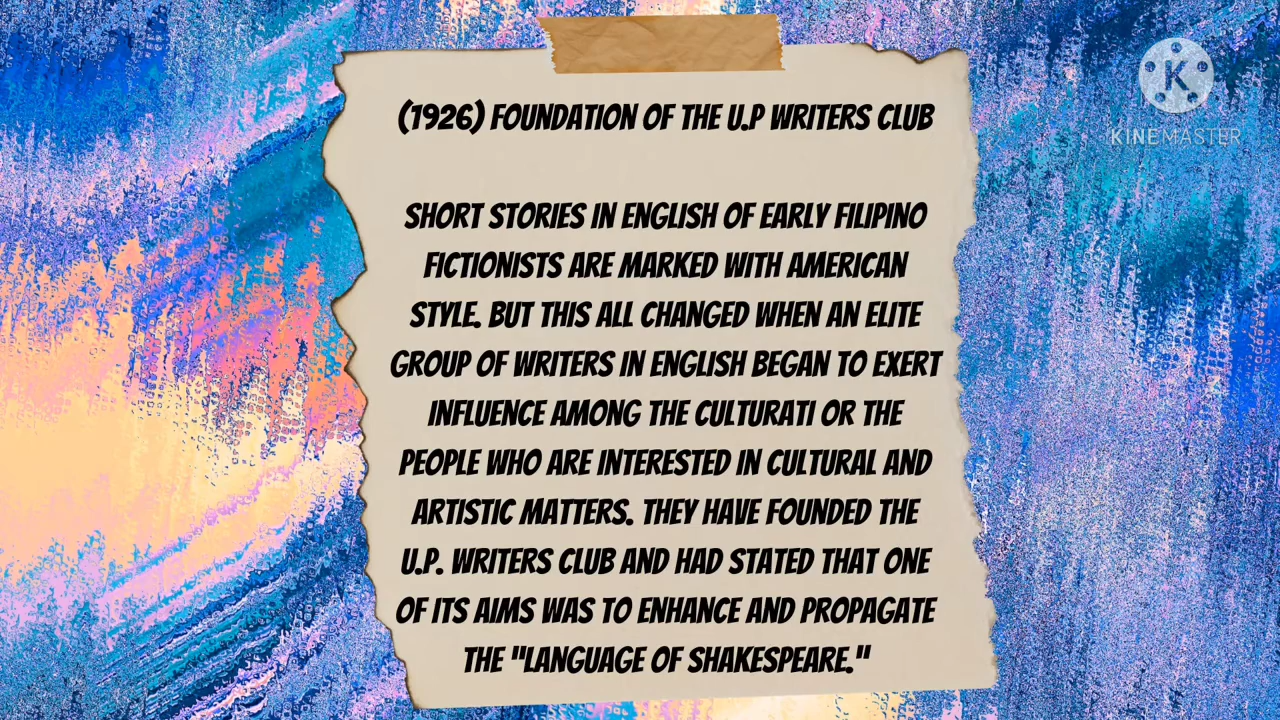 (1926) FOUNDATION OF THE U.P WRITERS CLUB
SHORT STORIES IN ENGLISH OF EARLY FILIPINO
FICTIONISTS ARE MARKED WITH AMERICAN
STYLE. BUT THIS ALL CHANGED WHEN AN ELITE
GROUP OF WRITERS IN ENGLISH BEGAN TO EXERT
INFLUENCE AMONG THE CULTURATI OR THE
PEOPLE WHO ARE INTERESTED IN CULTURAL AND
ARTISTIC MATTERS. THEY HAVE FOUNDED THE
U.P. WRITERS CLUB AND HAD STATED THAT ONE
OF ITS AIMS WAS TO ENHANCE AND PROPAGATE
THE "LANGUAGE OF SHAKESPEARE."
K
KINEMASTER